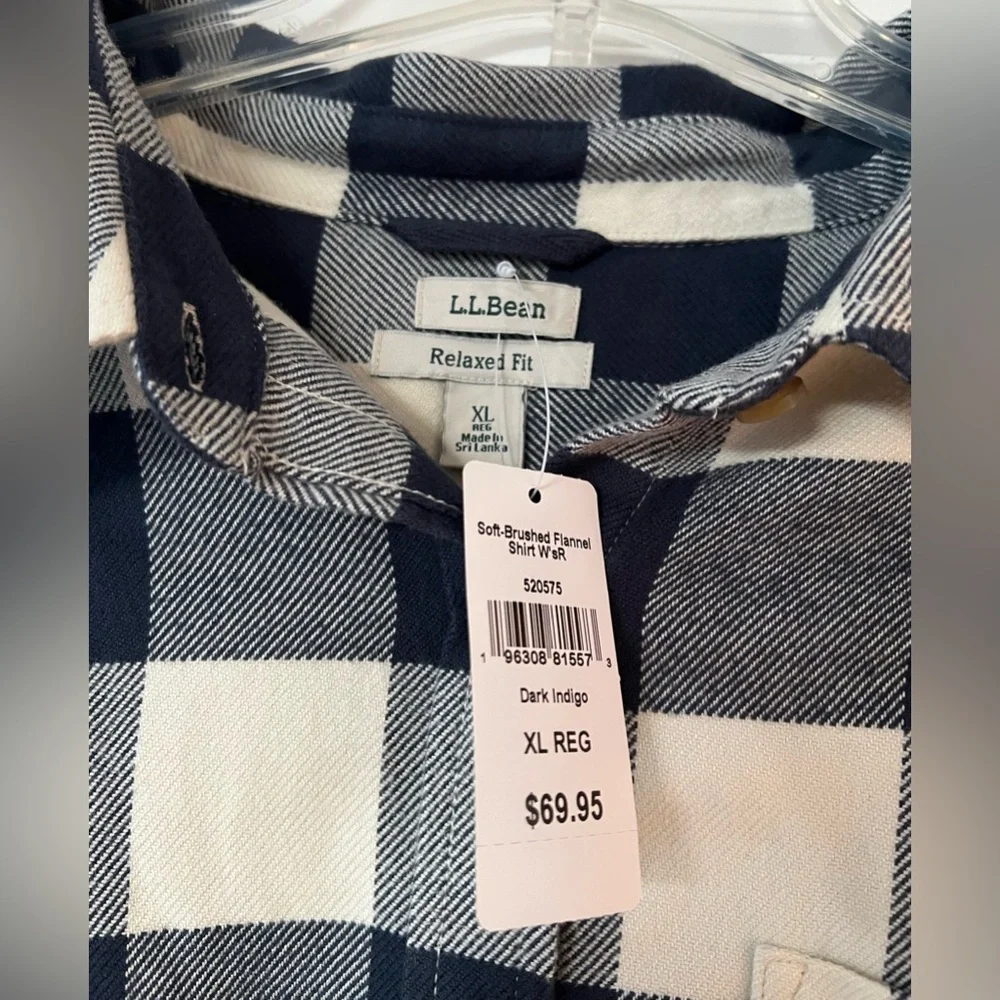 L.L.Bean
Relaxed Fit
XL
REG
Made in
Sri Lanka
Soft-Brushed Flannel
Shirt W'sR
520575
1 96308 81557 3
Dark Indigo
XL REG
$69.95